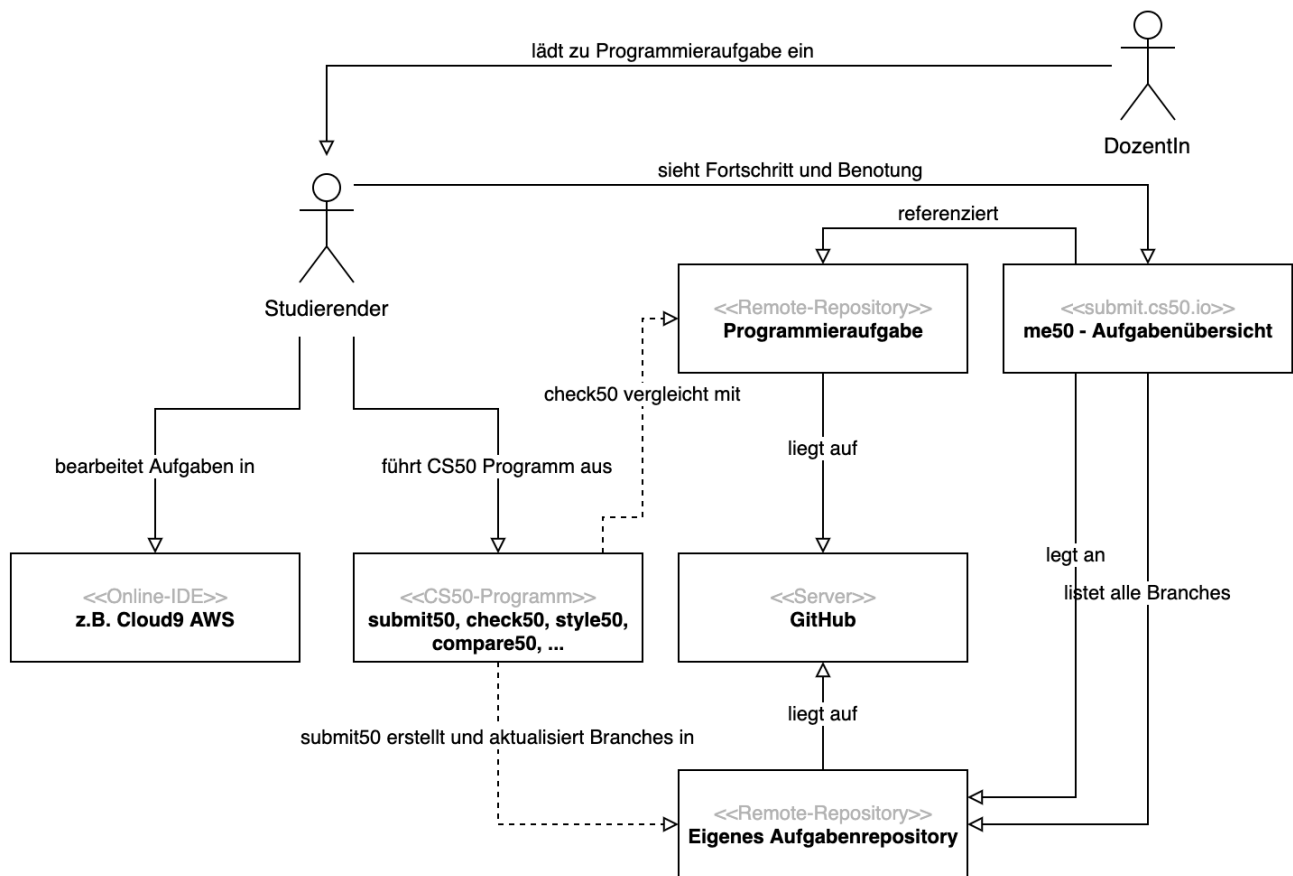 lädt zu Programmieraufgabe ein
DozentIn
sieht Fortschritt und Benotung
referenziert
Studierender
<<Remote-Repository>>
Programmieraufgabe
<<submit.cs50.io>>
me50 - Aufgabenübersicht
check50 vergleicht mit
liegt auf
bearbeitet Aufgaben in
führt CS50 Programm aus
legt an
listet alle Branches
<<Online-IDE>>
z.B. Cloud9 AWS
<<CS50-Programm>>
submit50, check50, style50,
compare50, ...
<<Server>>
GitHub
liegt auf
submit50 erstellt und aktualisiert Branches in
<<Remote-Repository>>
Eigenes Aufgabenrepository